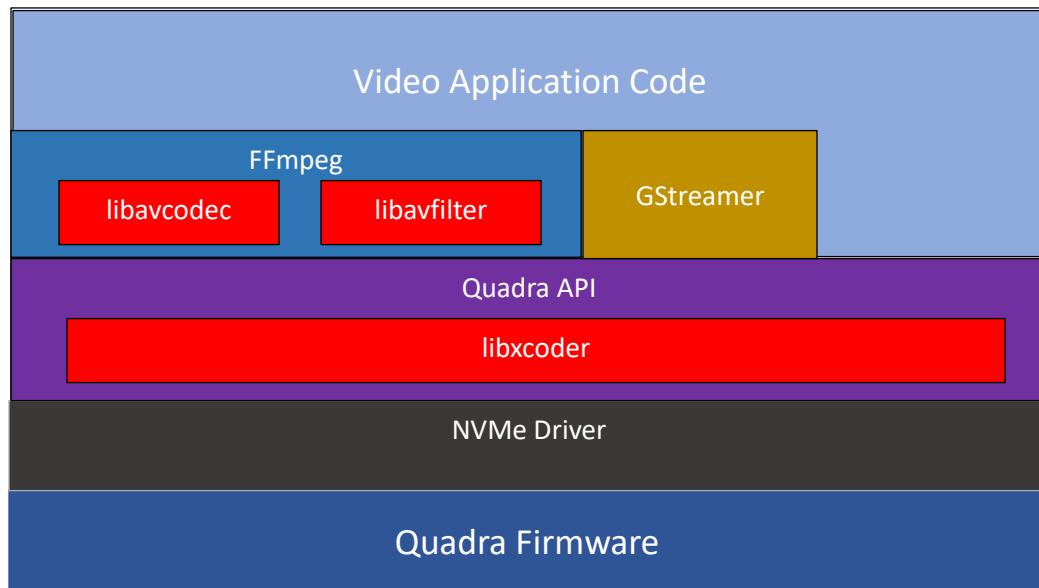 Video Application Code
FFmpeg
libavcodec
libavfilter
GStreamer
Quadra API
libxcoder
NVMe Driver
Quadra Firmware